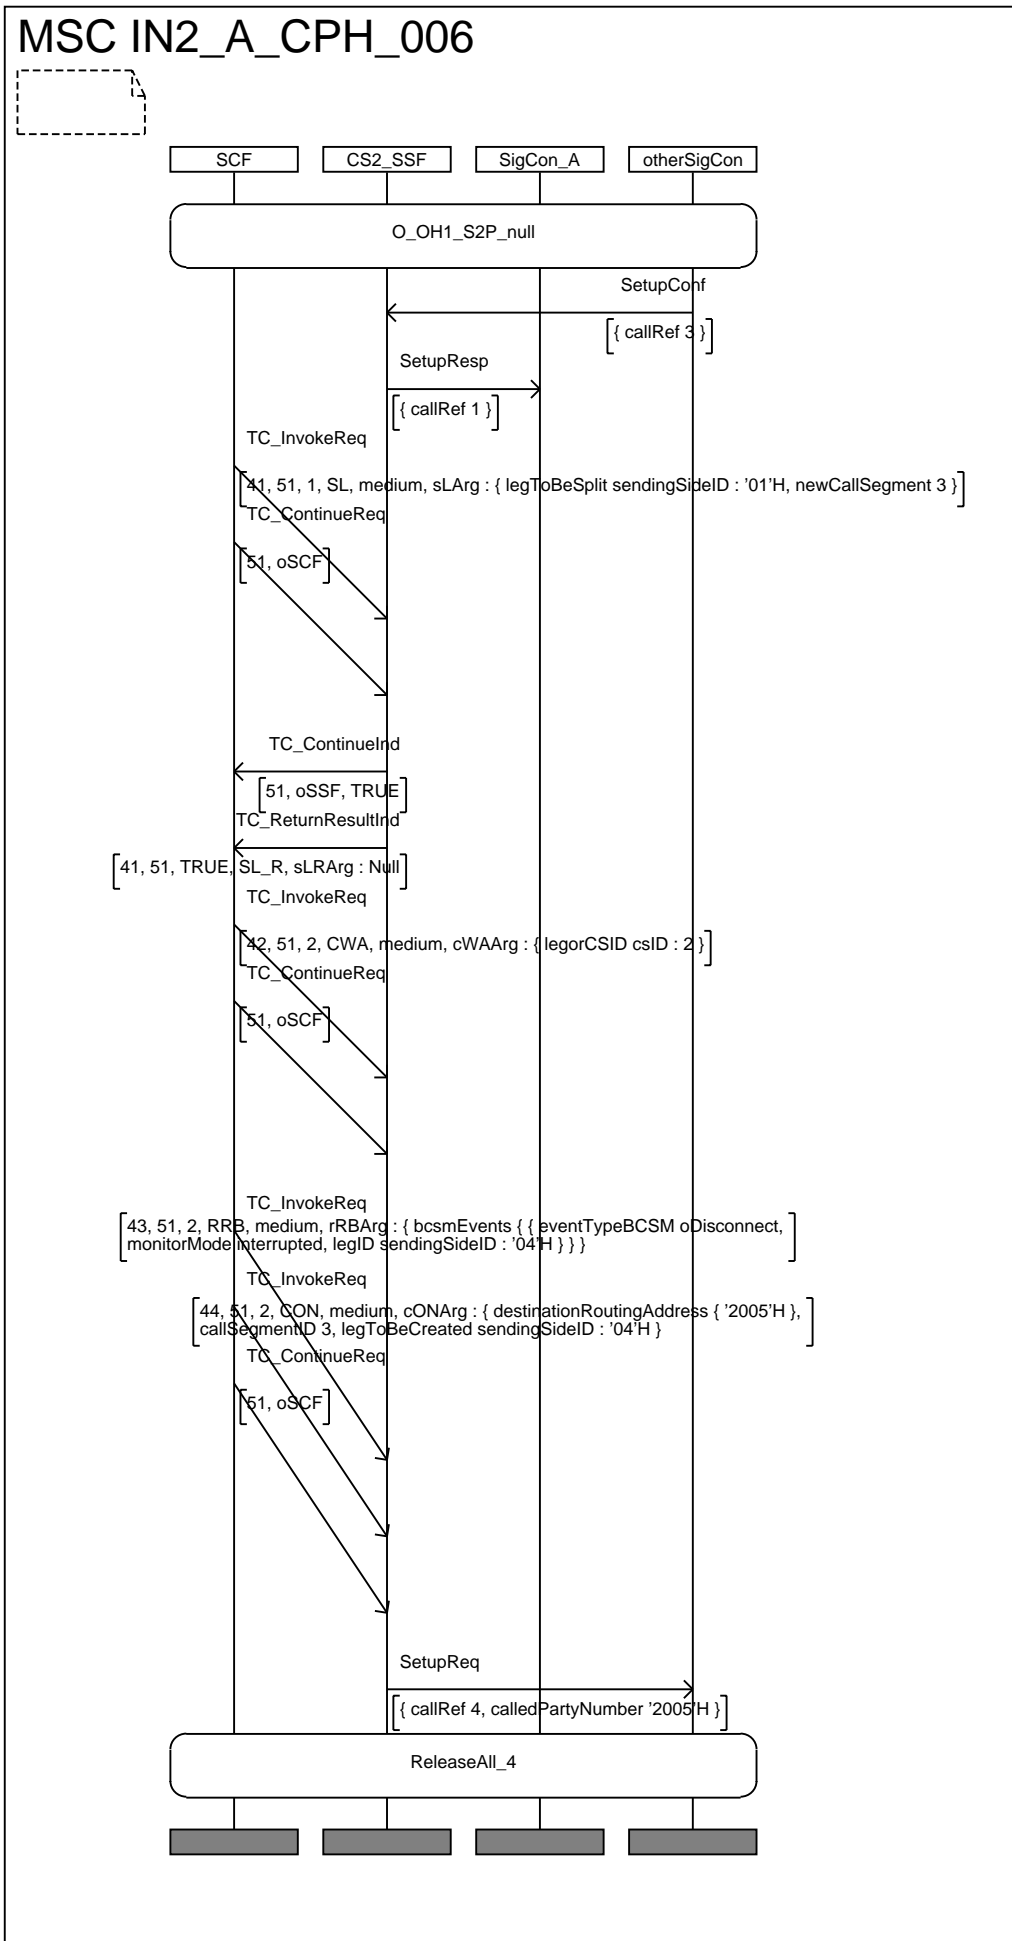 MSC IN2_A_CPH_006
SCF
CS2_SSF
SigCon_A
otherSigCon
O_OH1_S2P_null
SetupConf
{ callRef 3 }
SetupResp
{ callRef 1 }
TC_InvokeReq
41, 51, 1, SL, medium, sLArg : { legToBeSplit sendingSideID : '01'H, newCallSegment 3 }
TC_ContinueReq
51, oSCF
TC_ContinueInd
51, oSSF, TRUE
TC_ReturnResultInd
41, 51, TRUE, SL_R, sLRArg : Null
TC_InvokeReq
42, 51, 2, CWA, medium, cWAArg : { legorCSID csID : 2 }
TC_ContinueReq
51, oSCF
TC_InvokeReq
43, 51, 2, RRB, medium, rRBArg : { bcsmEvents { { eventTypeBCSM oDisconnect,
monitorMode interrupted, legID sendingSideID : '04'H } } }
TC_InvokeReq
44, 51, 2, CON, medium, cONArg : { destinationRoutingAddress { '2005'H },
callSegmentID 3, legToBeCreated sendingSideID : '04'H }
TC_ContinueReq
51, oSCF
SetupReq
{ callRef 4, calledPartyNumber '2005'H }
ReleaseAll_4